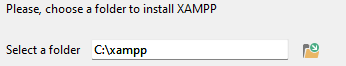 Please, choose a folder to install XAMPP
Select a folder C:\xampp